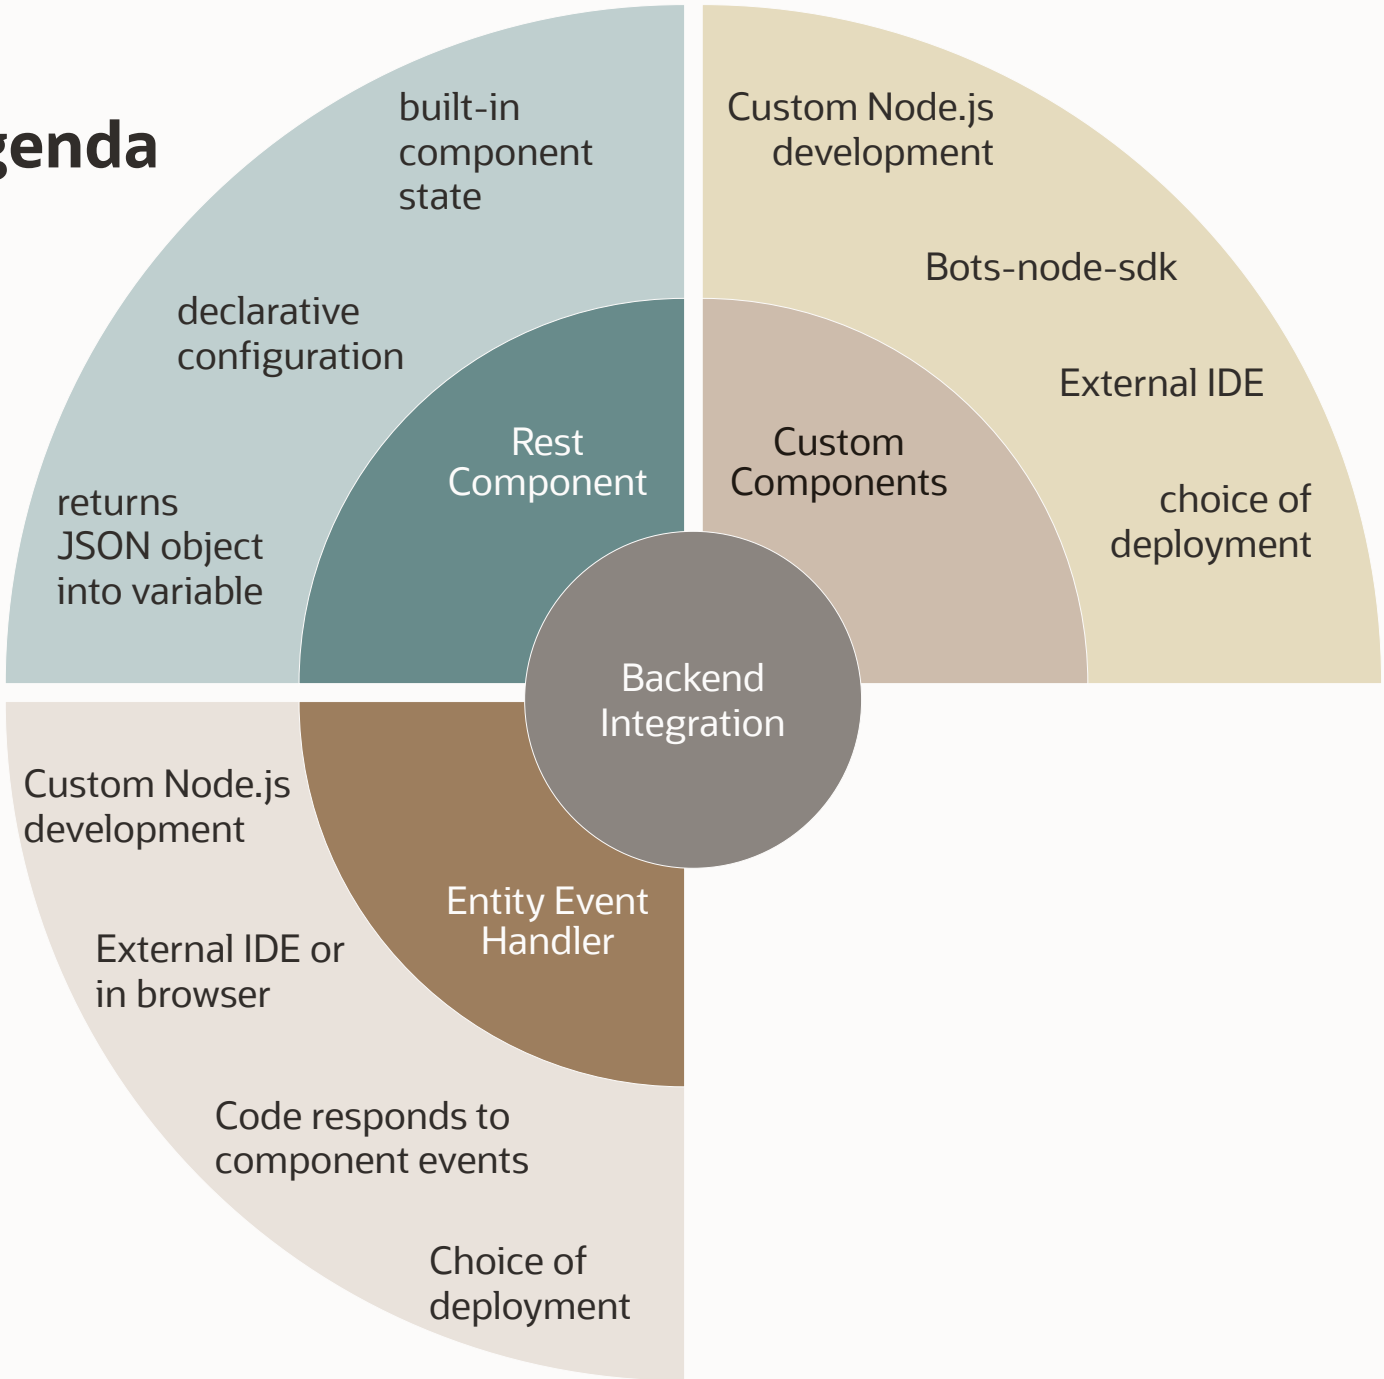 genda
built-in
component
state
declarative
configuration
returns
JSON object
into variable
Rest
Component
Custom Node.js
development
Bots-node-sdk
External IDE
choice of
deployment
Custom
Components
Backend
Integration
Custom Node.js
development
External IDE or
in browser
Code responds to
component events
Choice of
deployment
Entity Event
Handler